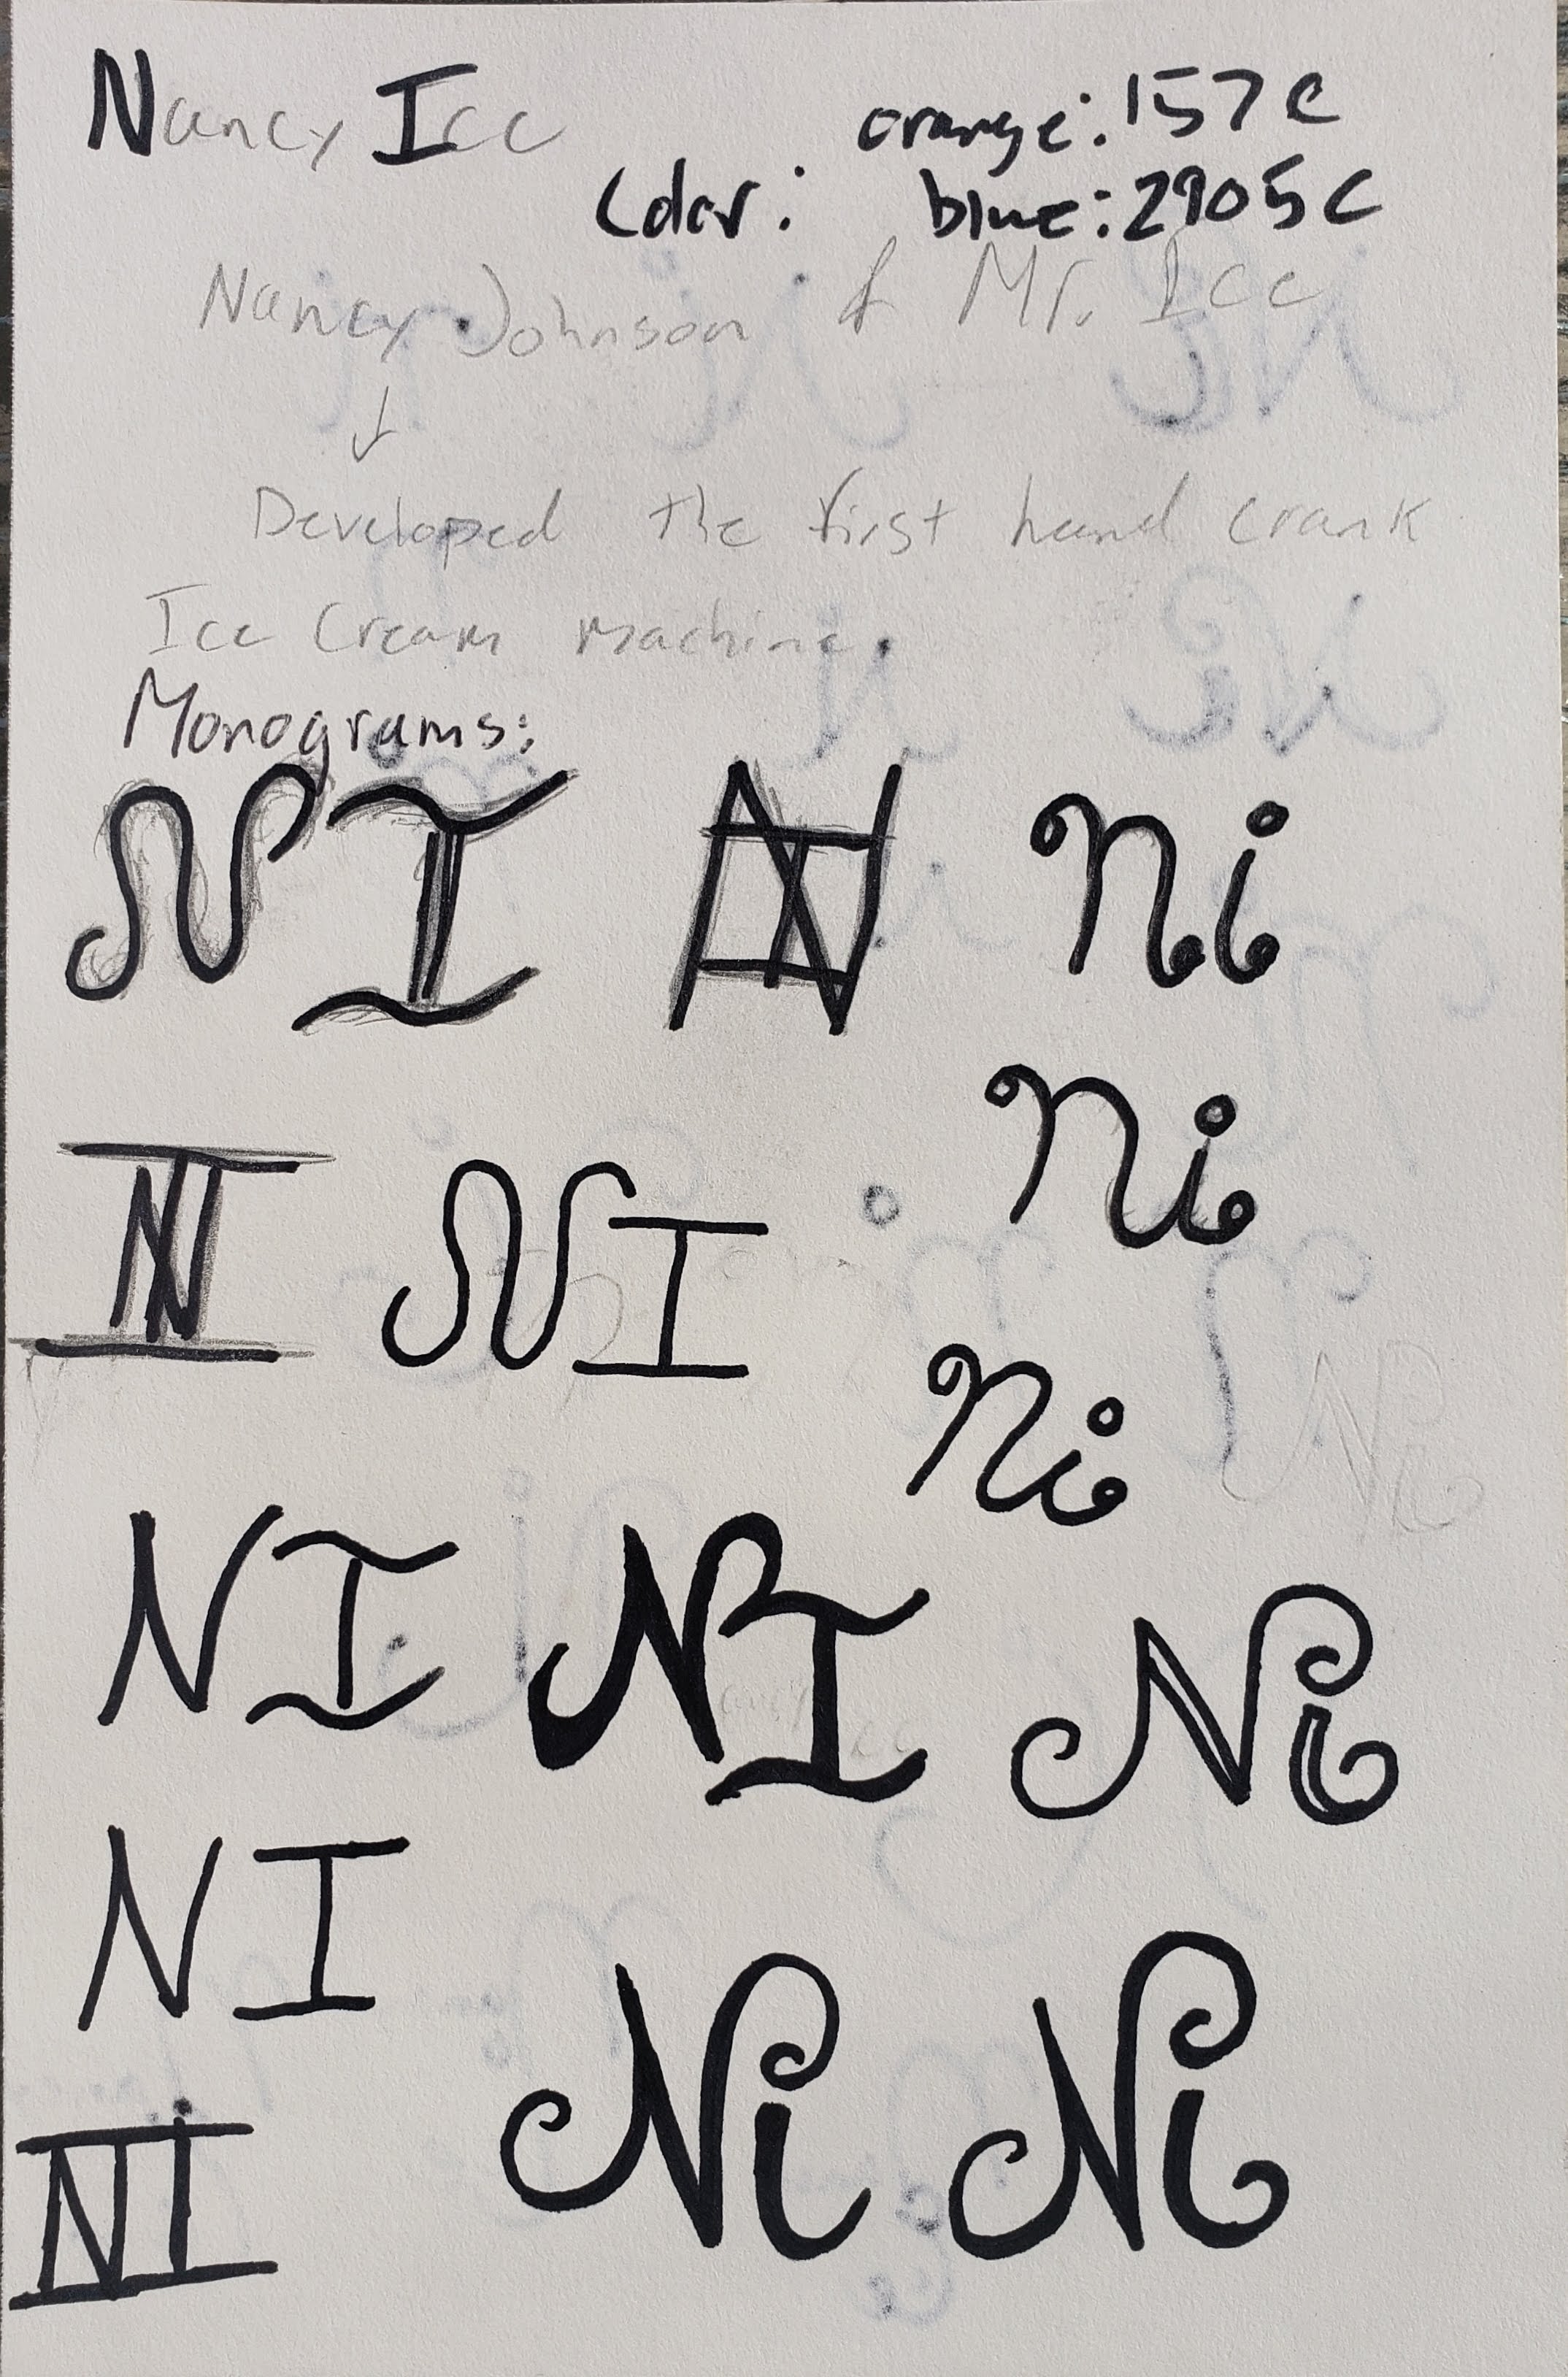 Nancy Ice
orange: 157 C
Color: blue: 2905 C
Nancy Johnson & Mr. Ice
Developed the first hand crank
Ice Cream machine.
Monograms:
NI NI Ni
Ni
NI NI
Ni
NI NI Ni
NI
Ni Ni
NI